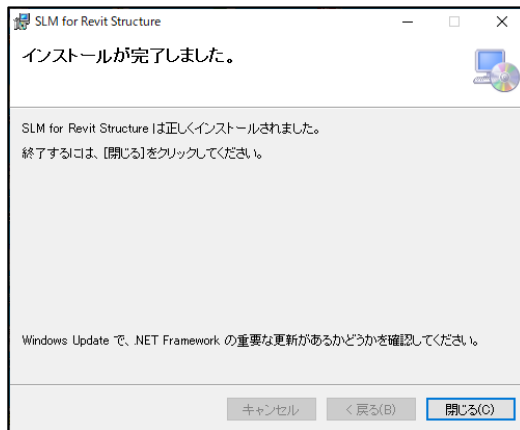 SLM for Revit Structure
インストールが完了しました。
SLM for Revit Structure は正しくインストールされました。
終了するには、[閉じる]をクリックしてください。
Windows Update で、.NET Framework の重要な更新があるかどうかを確認してください。
キャンセル
< 戻る(B)
閉じる(C)